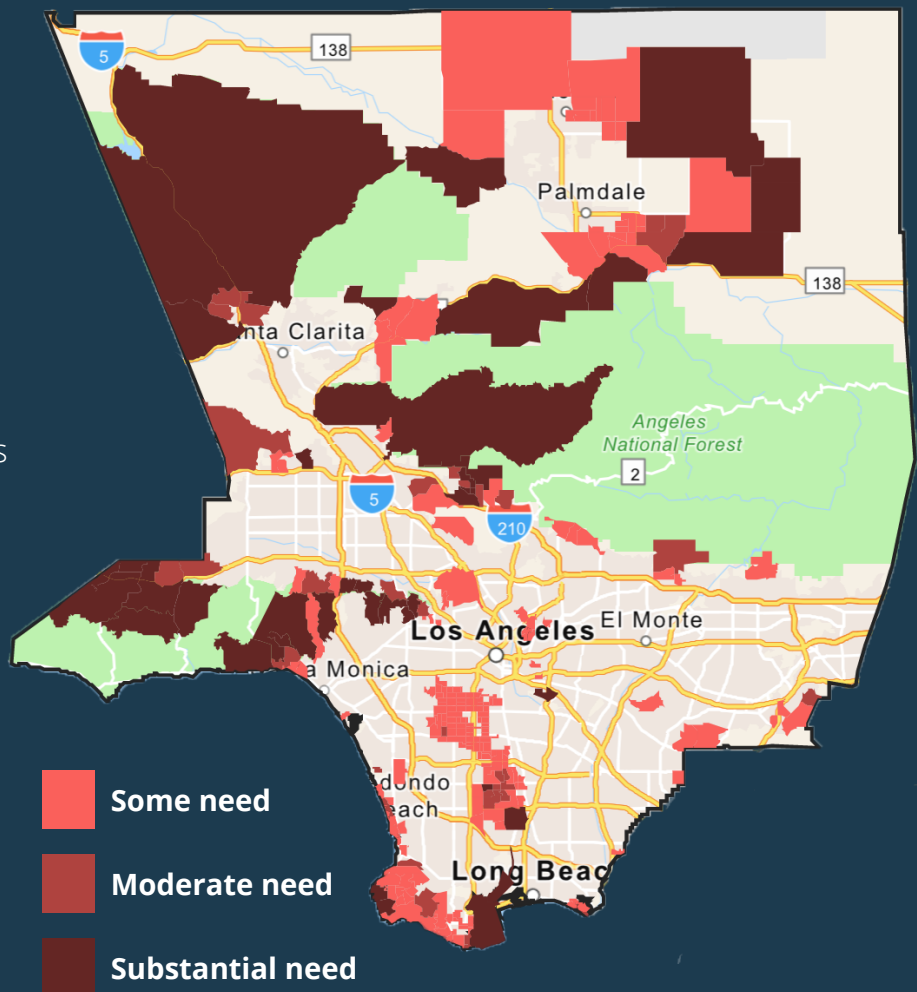 5
138
Palmdale
138
nta Clarita
Angeles
National Forest
2
s
5
210
El Monte
Los Angeles
a Monica
dondo
each
Some need
Long Beac
Moderate need
Substantial need